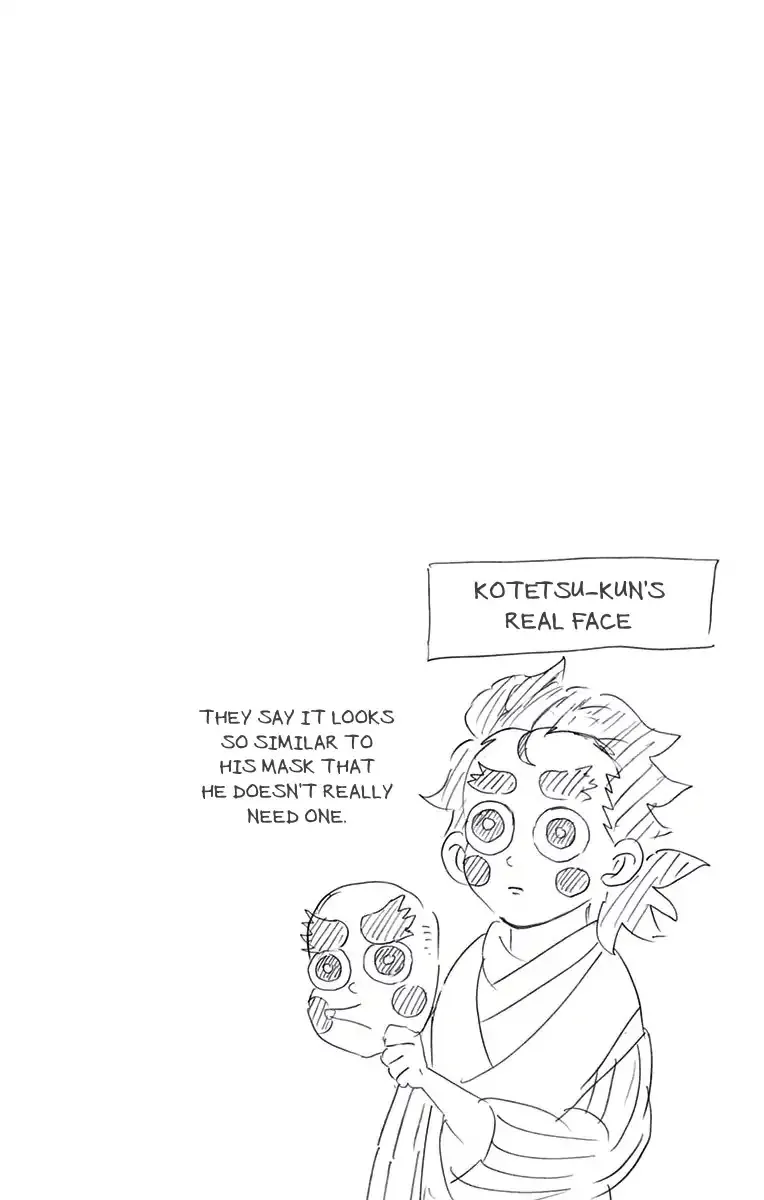 KOTETSU-KUN'S
REAL FACE
THEY SAY IT LOOKS
SO SIMILAR TO
HIS MASK THAT
HE DOESN'T REALLY
NEED ONE.